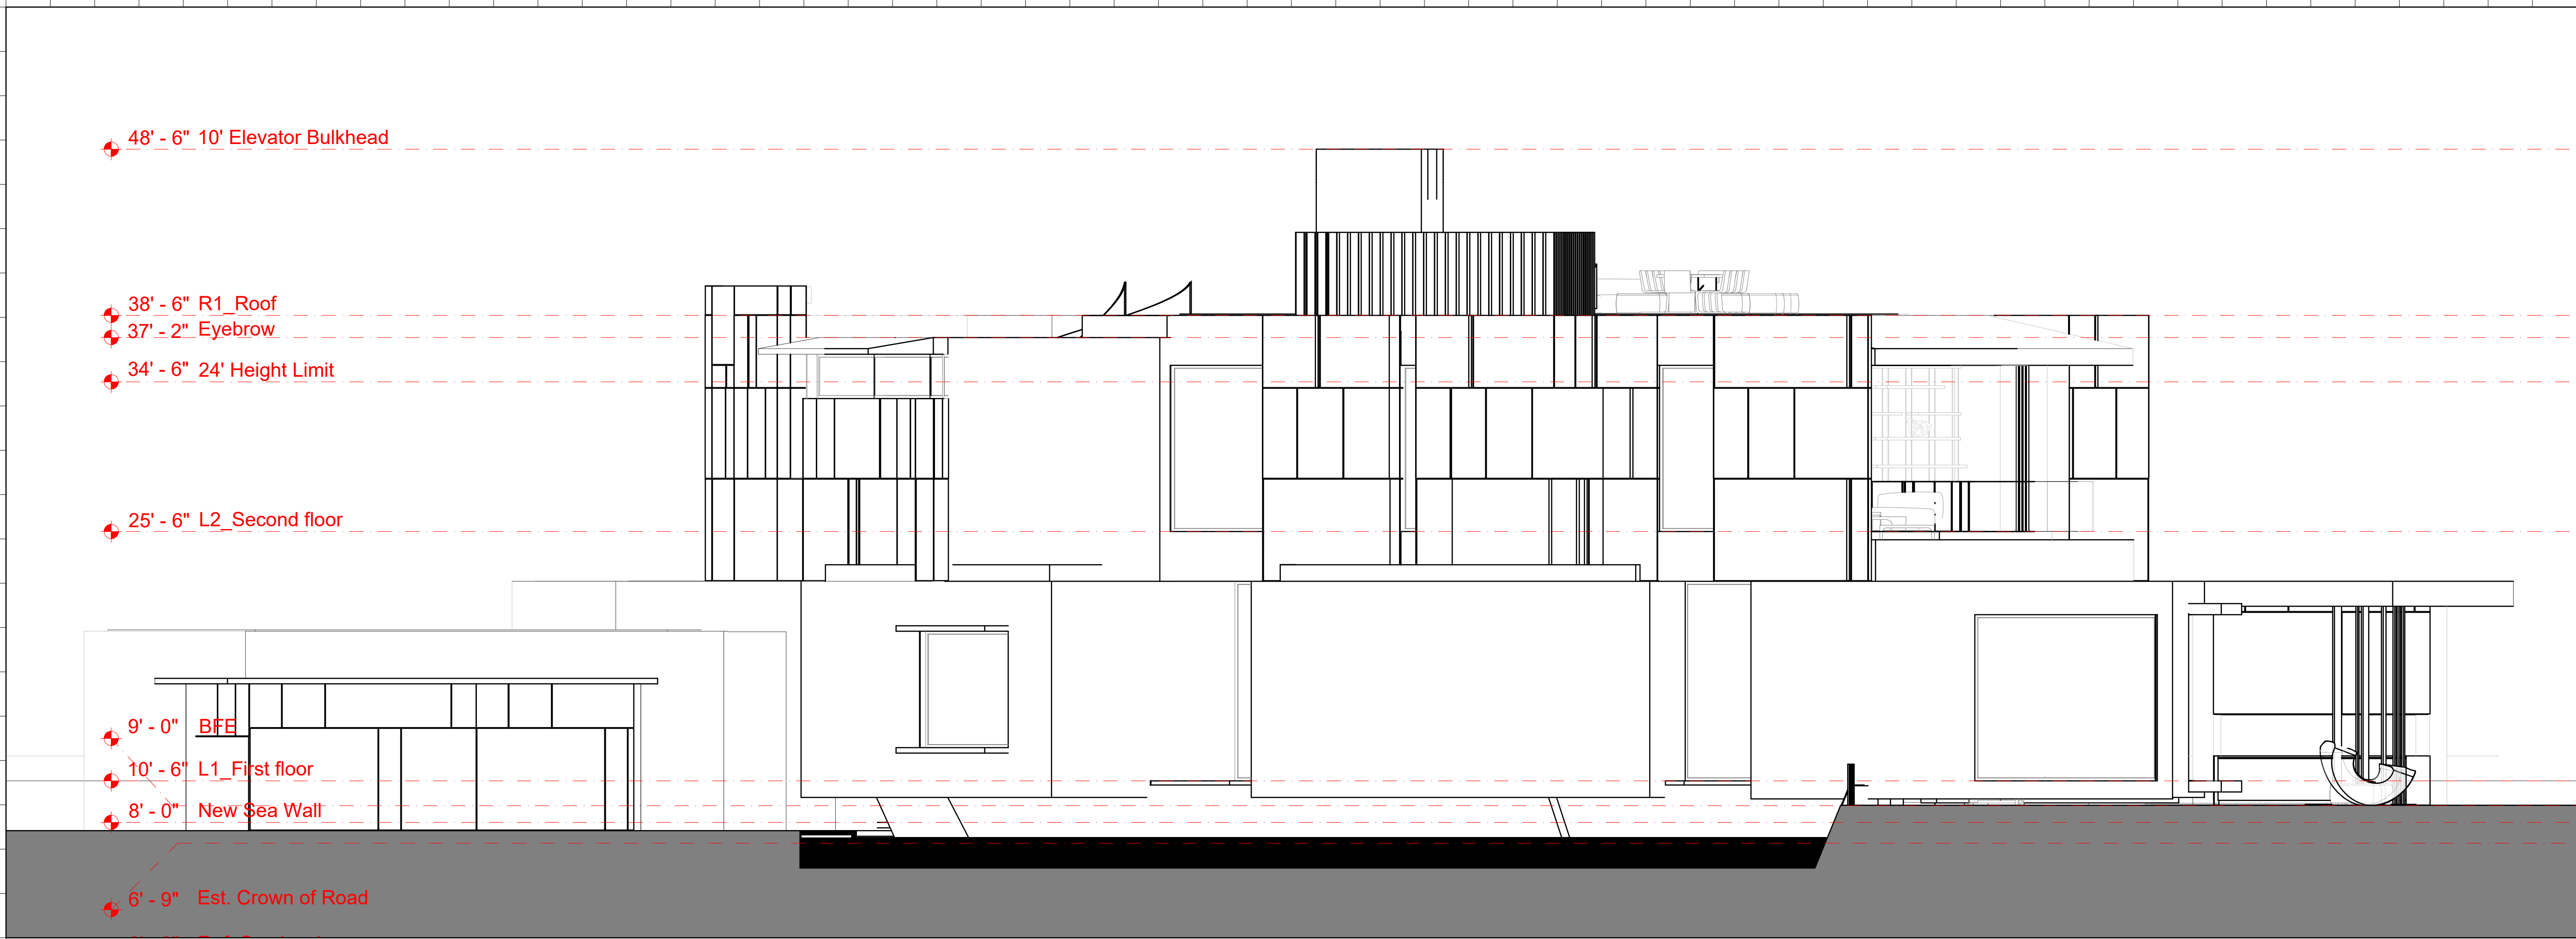 48' - 6" 10' Elevator Bulkhead
38' - 6" R1_Roof
37' - 2" Eyebrow
34' - 6" 24' Height Limit
25' - 6" L2_Second floor
9' - 0" BFE
10' - 6" L1_First floor
8' - 0" New Sea Wall
6' - 9" Est. Crown of Road